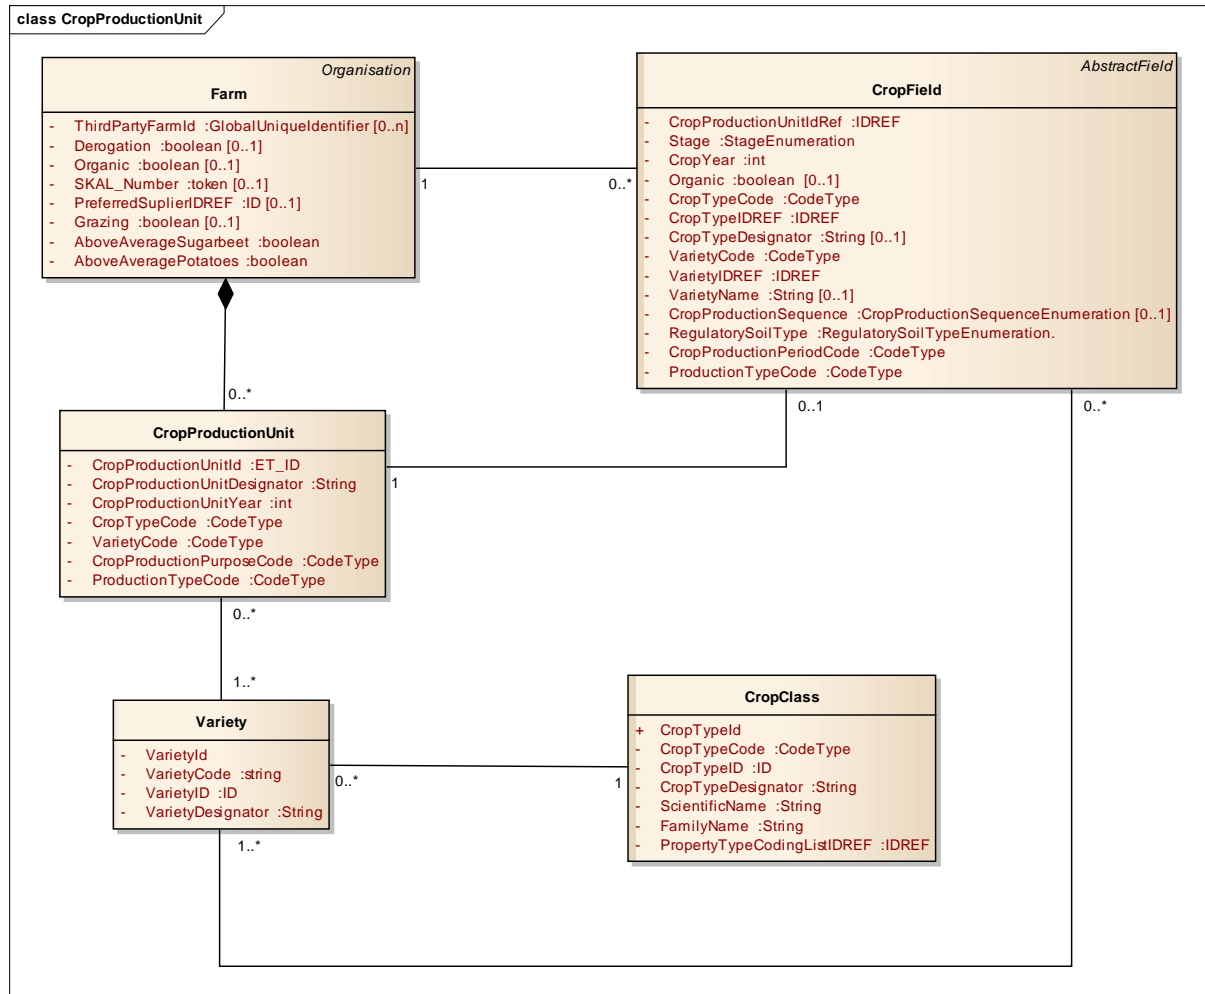 class CropProductionUnit
Organisation
Farm
- ThirdPartyFarmId :GlobalUniqueIdentifier [0..n]
- Derogation :boolean [0..1]
- Organic :boolean [0..1]
- SKAL_Number :token [0..1]
- PreferredSuplierIDREF :ID [0..1]
- Grazing :boolean [0..1]
- AboveAverageSugarbeet :boolean
- AboveAveragePotatoes :boolean
AbstractField
CropField
- CropProductionUnitIdRef :IDREF
- Stage :StageEnumeration
- CropYear :int
- Organic :boolean [0..1]
- CropTypeCode :CodeType
- CropTypeIDREF :IDREF
- CropTypeDesignator :String [0..1]
- VarietyCode :CodeType
- VarietyIDREF :IDREF
- VarietyName :String [0..1]
- CropProductionSequence :CropProductionSequenceEnumeration [0..1]
- RegulatorySoilType :RegulatorySoilTypeEnumeration.
- CropProductionPeriodCode :CodeType
- ProductionTypeCode :CodeType
1
0..*
0..*
0..1
0..*
CropProductionUnit
- CropProductionUnitId :ET_ID
- CropProductionUnitDesignator :String
- CropProductionUnitYear :int
- CropTypeCode :CodeType
- VarietyCode :CodeType
- CropProductionPurposeCode :CodeType
- ProductionTypeCode :CodeType
1
0..*
1..*
Variety
- VarietyId
- VarietyCode :string
- VarietyID :ID
- VarietyDesignator :String
0..*
1
1..*
CropClass
+ CropTypeId
- CropTypeCode :CodeType
- CropTypeID :ID
- CropTypeDesignator :String
- ScientificName :String
- FamilyName :String
- PropertyTypeCodingListIDREF :IDREF